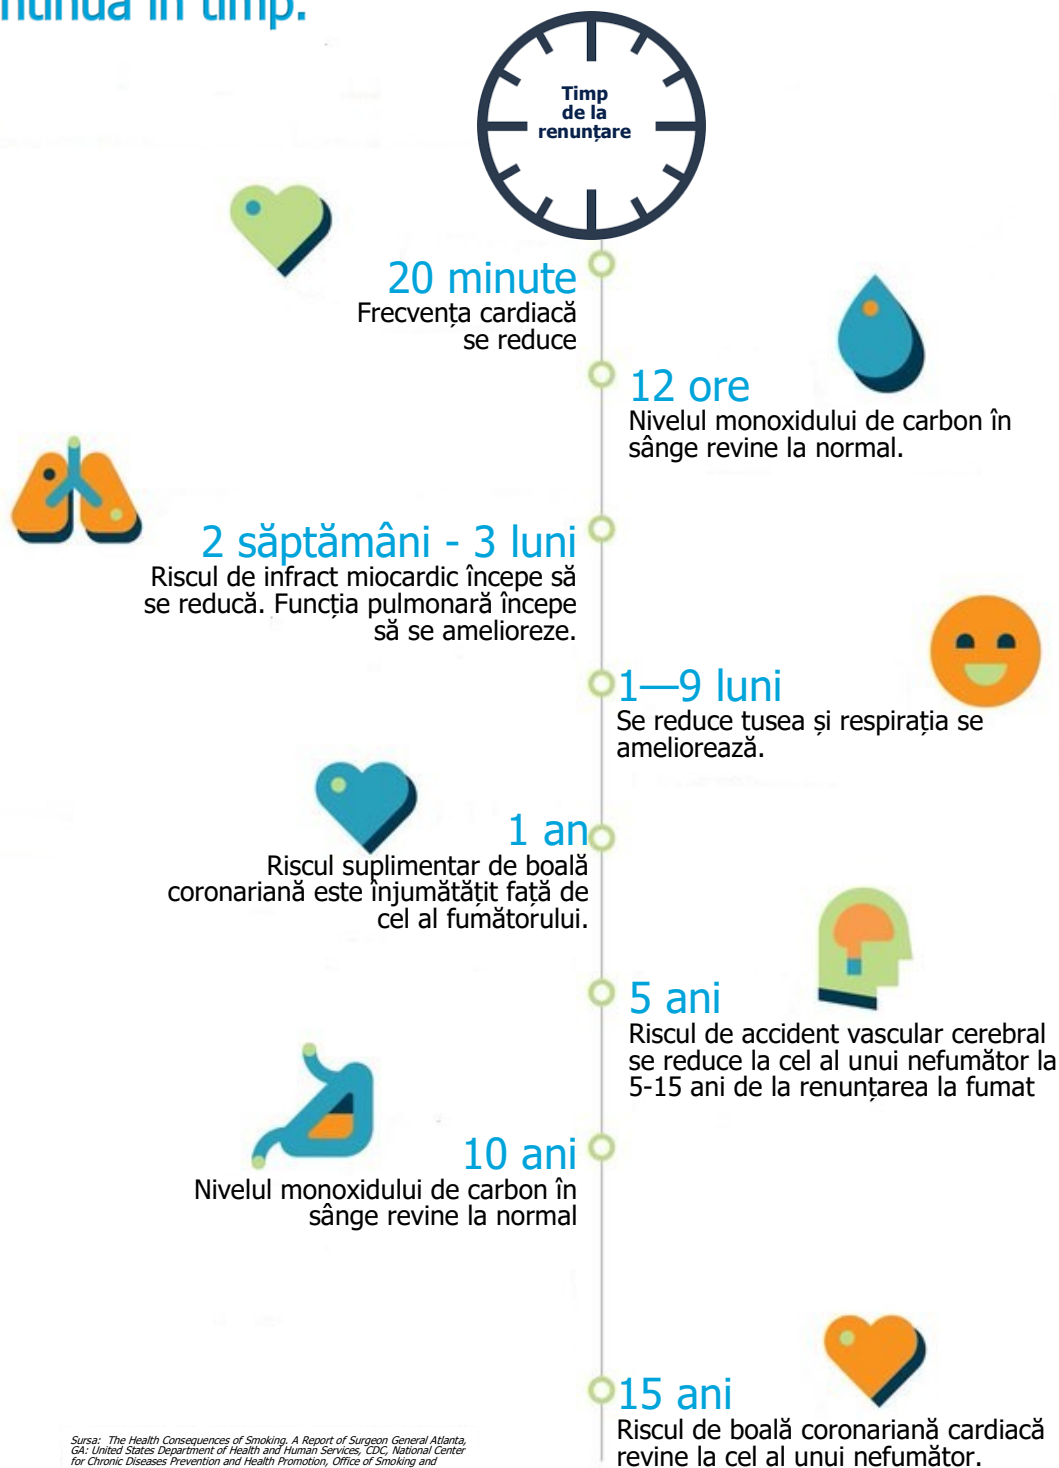 ntinuă în timp.
Timp
de la
renunțare
20 minute
Frecvența cardiacă
se reduce
12 ore
Nivelul monoxidului de carbon în
sânge revine la normal.
2 săptămâni - 3 luni
Riscul de infract miocardic începe să
se reducă. Funcția pulmonară începe
să se amelioreze.
1—9 luni
Se reduce tusea și respirația se
ameliorează.
1 an
Riscul suplimentar de boală
coronariană este înjumătățit față de
cel al fumătorului.
5 ani
Riscul de accident vascular cerebral
se reduce la cel al unui nefumător la
5-15 ani de la renunțarea la fumat
10 ani
Nivelul monoxidului de carbon în
sânge revine la normal
15 ani
Riscul de boală coronariană cardiacă
revine la cel al unui nefumător.
Sursa: The Health Consequences of Smoking. A Report of Surgeon General Atlanta,
GA: United States Department of Health and Human Services, CDC, National Center
for Chronic Diseases Prevention and Health Promotion, Office of Smoking and